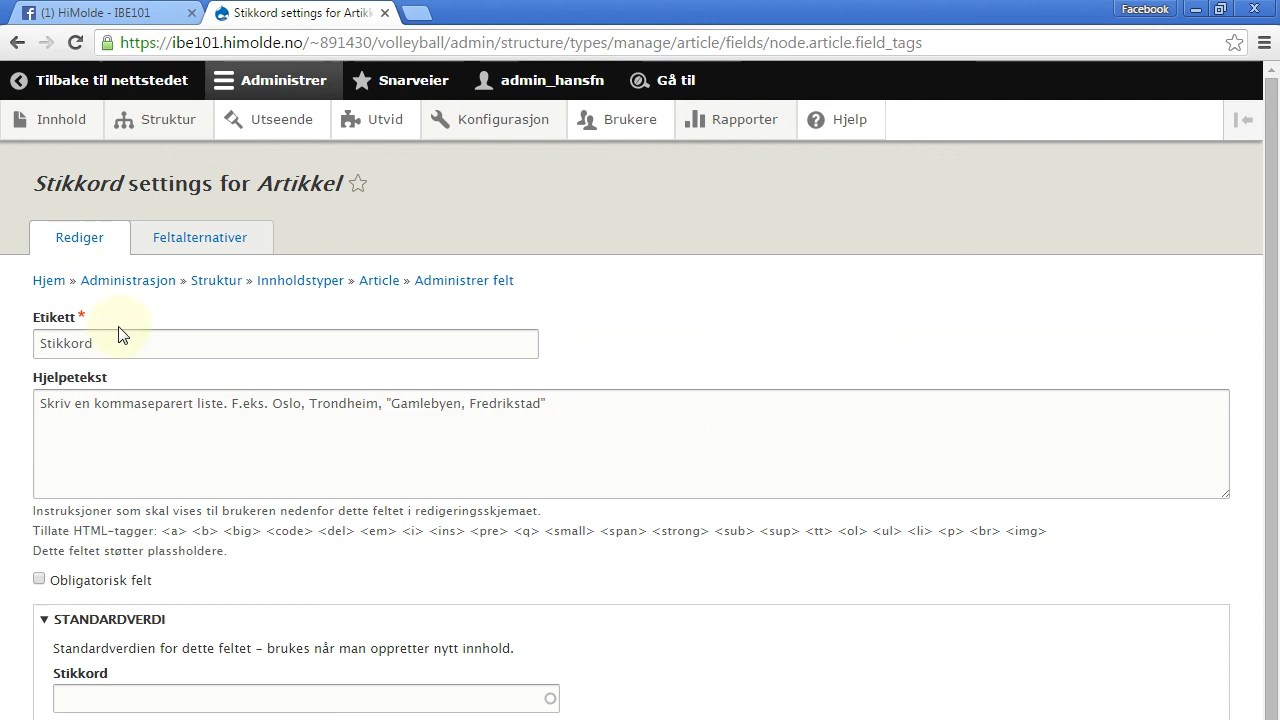 (1) HiMolde - IBE101
Stikkord settings for Artikk
Facebook
https://ibe101.himolde.no/~891430/volleyball/admin/structure/types/manage/article/fields/node.article.field_tags
Tilbake til nettstedet Administrer Snarveier admin_hansfn Gå til
Innhold Struktur Utseende Utvid Konfigurasjon Brukere Rapporter Hjelp
Stikkord settings for Artikkel
Rediger Feltalternativer
Hjem » Administrasjon » Struktur » Innholdstyper » Article » Administrer felt
Etikett *
Stikkord
Hjelpetekst
Skriv en kommaseparert liste. F.eks. Oslo, Trondheim, "Gamlebyen, Fredrikstad"
Instruksjoner som skal vises til brukeren nedenfor dette feltet i redigeringsskjemaet.
Tillate HTML-tagger: <a> <b> <big> <code> <del> <em> <i> <ins> <pre> <q> <small> <span> <strong> <sub> <sup> <tt> <ol> <ul> <li> <p> <br> <img>
Dette feltet støtter plassholdere.
Obligatorisk felt
STANDARDVERDI
Standardverdien for dette feltet – brukes når man oppretter nytt innhold.
Stikkord